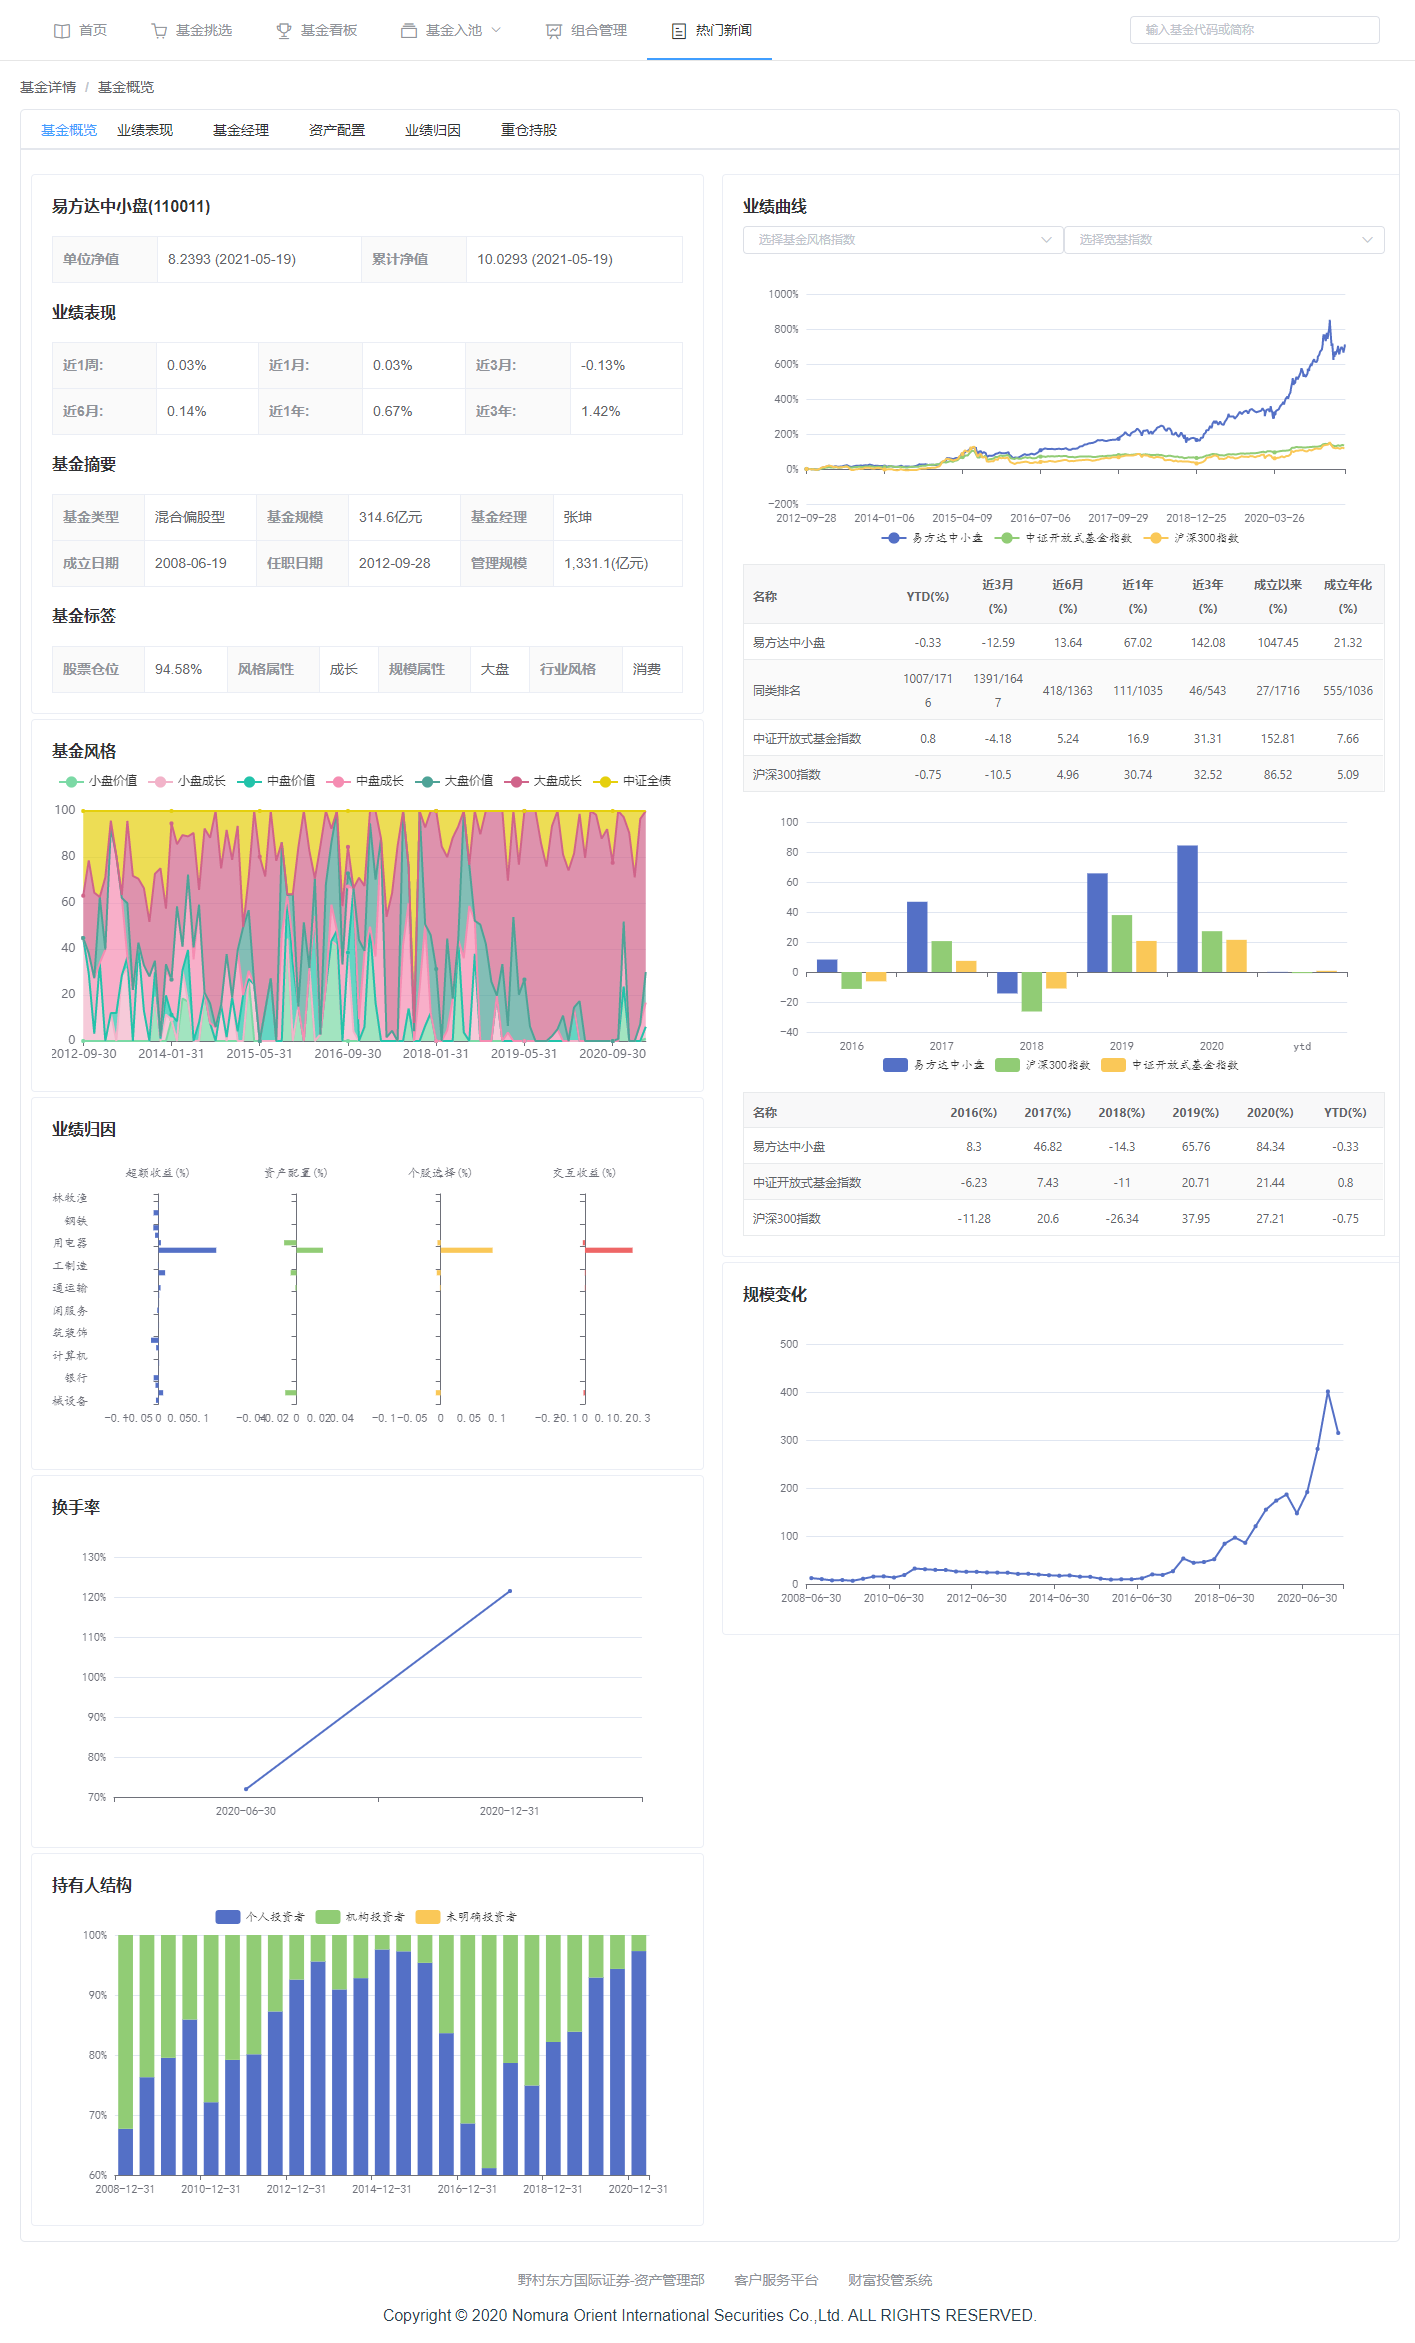 首页 基金挑选 基金看板 基金入池 组合管理 热门新闻 输入基金代码或简称
基金详情 / 基金概览
基金概览 业绩表现 基金经理 资产配置 业绩归因 重仓持股
易方达中小盘(110011)
单位净值 8.2393 (2021-05-19) 累计净值 10.0293 (2021-05-19)
业绩表现
近1周: 0.03% 近1月: 0.03% 近3月: -0.13%
近6月: 0.14% 近1年: 0.67% 近3年: 1.42%
基金摘要
基金类型 混合偏股型 基金规模 314.6亿元 基金经理 张坤
成立日期 2008-06-19 任职日期 2012-09-28 管理规模 1,331.1(亿元)
基金标签
股票仓位 94.58% 风格属性 成长 规模属性 大盘 行业风格 消费
基金风格
小盘价值 小盘成长 中盘价值 中盘成长 大盘价值 大盘成长 中证全债
100
80
60
40
20
0
2012-09-30 2014-01-31 2015-05-31 2016-09-30 2018-01-31 2019-05-31 2020-09-30
业绩归因
超额收益(%) 资产配置(%) 个股选择(%) 交互收益(%)
林牧渔
钢铁
用电器
工制造
通运输
闲服务
筑装饰
计算机
银行
械设备
0 0.05 0.1 0 0.02 0.04 -0.1 -0.05 0 0.05 0.1 0 0.1 0.2 0.3
换手率
130%
120%
110%
100%
90%
80%
70%
2020-06-30 2020-12-31
持有人结构
个人投资者 机构投资者 未明确投资者
100%
90%
80%
70%
60%
2008-12-31 2010-12-31 2012-12-31 2014-12-31 2016-12-31 2018-12-31 2020-12-31
业绩曲线
选择基金风格指数 选择宽基指数
1000%
800%
600%
400%
200%
0%
-200%
2012-09-28 2014-01-06 2015-04-09 2016-07-06 2017-09-29 2018-12-25 2020-03-26
易方达中小盘 中证开放式基金指数 沪深300指数
名称 YTD(%) 近3月(%) 近6月(%) 近1年(%) 近3年(%) 成立以来(%) 成立年化(%)
易方达中小盘 -0.33 -12.59 13.64 67.02 142.08 1047.45 21.32
同类排名 1007/1716 1391/1647 418/1363 111/1035 46/543 27/1716 555/1036
中证开放式基金指数 0.8 -4.18 5.24 16.9 31.31 152.81 7.66
沪深300指数 -0.75 -10.5 4.96 30.74 32.52 86.52 5.09
100
80
60
40
20
0
-20
-40
2016 2017 2018 2019 2020 ytd
易方达中小盘 沪深300指数 中证开放式基金指数
名称 2016(%) 2017(%) 2018(%) 2019(%) 2020(%) YTD(%)
易方达中小盘 8.3 46.82 -14.3 65.76 84.34 -0.33
中证开放式基金指数 -6.23 7.43 -11 20.71 21.44 0.8
沪深300指数 -11.28 20.6 -26.34 37.95 27.21 -0.75
规模变化
500
400
300
200
100
0
2008-06-30 2010-06-30 2012-06-30 2014-06-30 2016-06-30 2018-06-30 2020-06-30
野村东方国际证券-资产管理部 客户服务平台 财富投管系统
Copyright © 2020 Nomura Orient International Securities Co.,Ltd. ALL RIGHTS RESERVED.